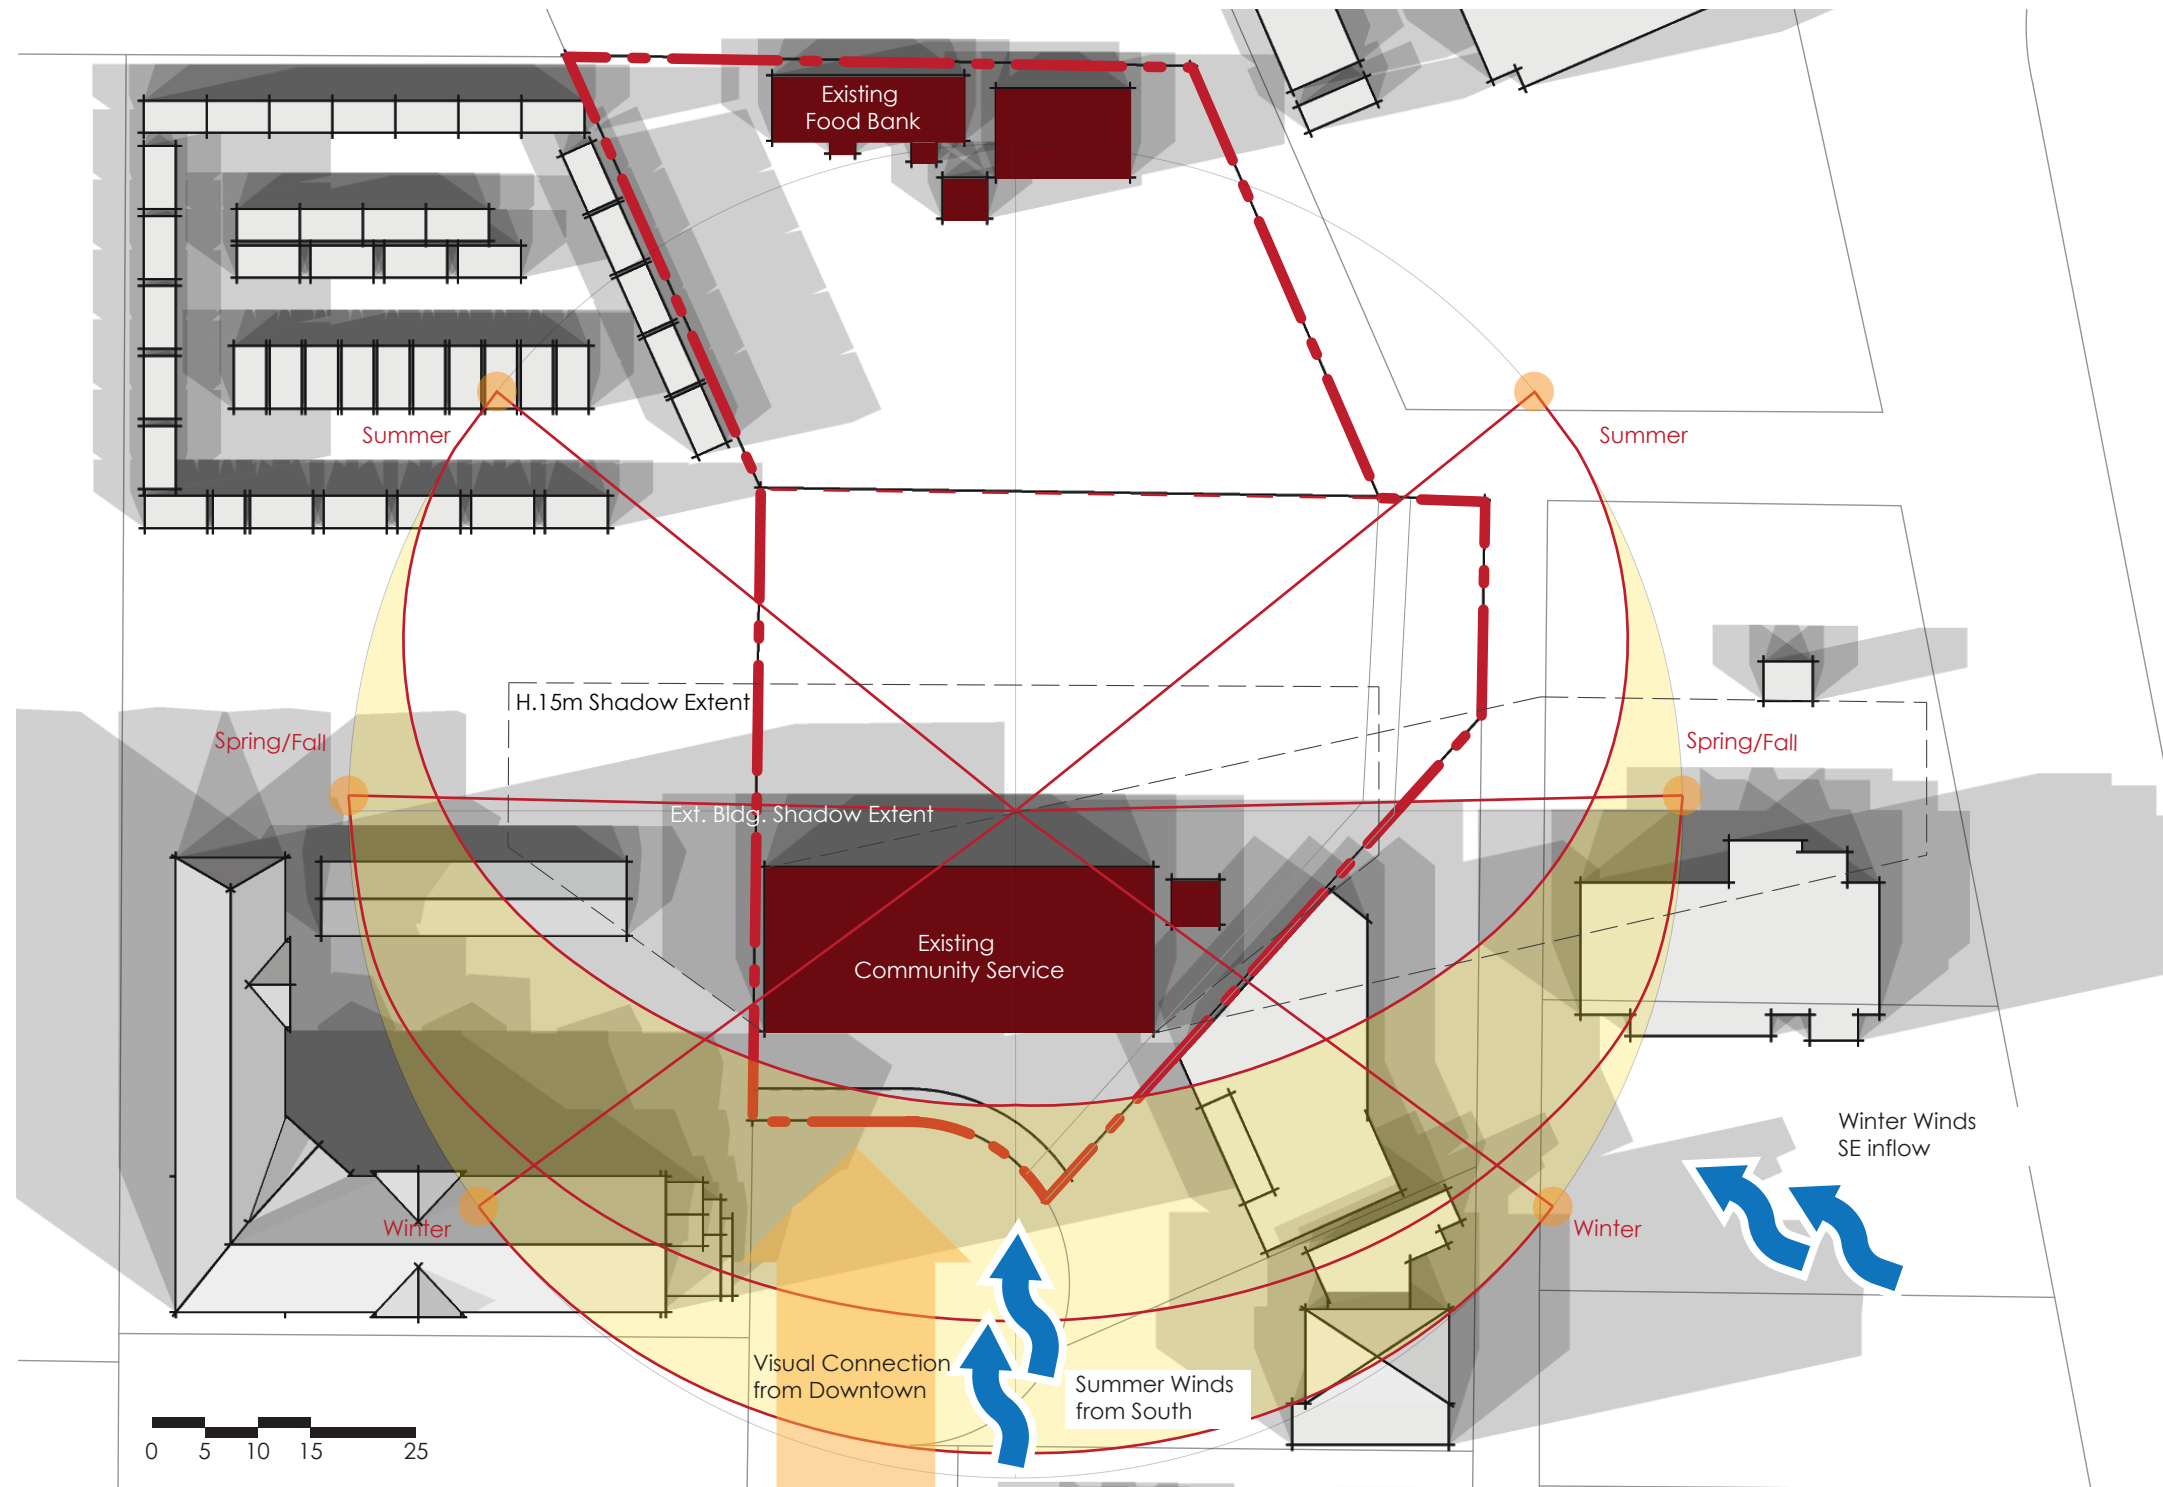 Existing
Food Bank
Summer
Summer
H.15m Shadow Extent
Spring/Fall
Spring/Fall
Ext. Bldg. Shadow Extent
Existing
Community Service
Winter Winds
SE inflow
Winter
Winter
Visual Connection
from Downtown
Summer Winds
from South
0 5 10 15 25